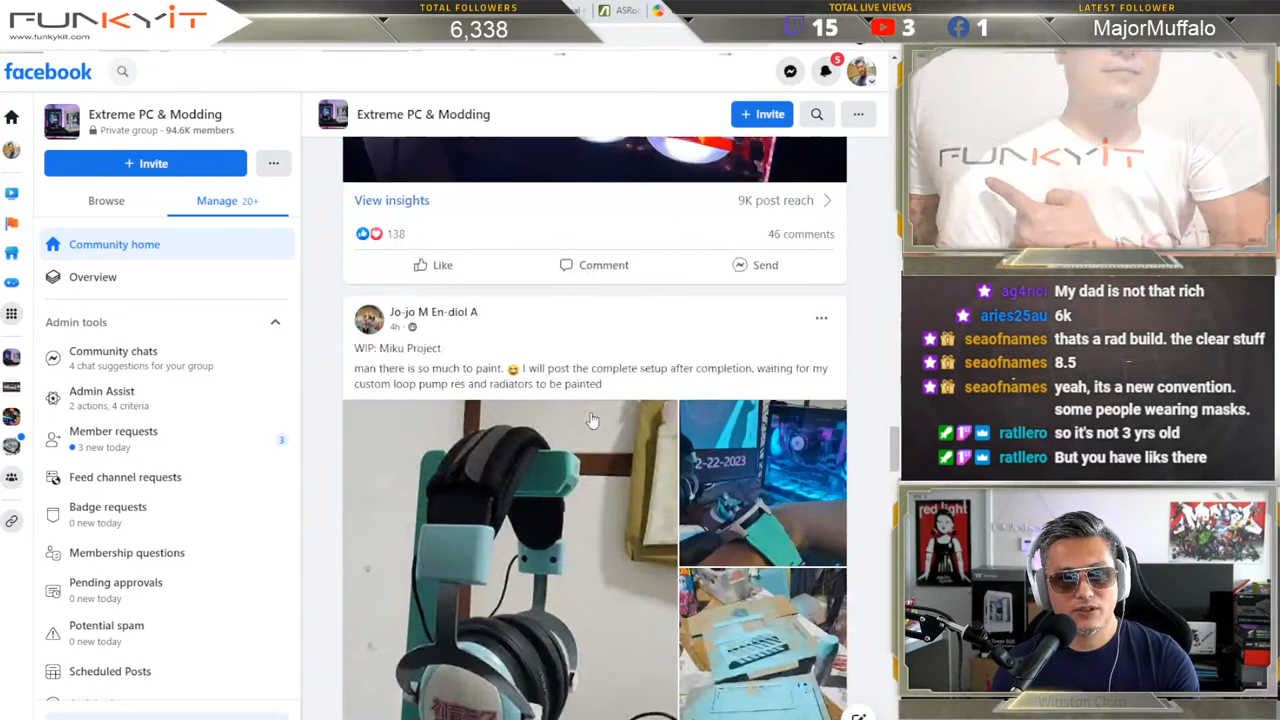 FUNKYIT
www.funkykit.com
TOTAL FOLLOWERS
6,338
ASRoc
TOTAL LIVE VIEWS
15
3
1
LATEST FOLLOWER
MajorMuffalo
facebook
5
Extreme PC & Modding
Private group · 94.6K members
+ Invite
...
Browse
Manage 20+
Community home
Overview
Admin tools
Community chats
4 chat suggestions for your group
Admin Assist
2 actions, 4 criteria
Member requests
3 new today
3
Feed channel requests
Badge requests
0 new today
Membership questions
Pending approvals
0 new today
Potential spam
0 new today
Scheduled Posts
Extreme PC & Modding
+ Invite
...
View insights
9K post reach
138
46 comments
Like
Comment
Send
Jo-jo M En-diol A
4h ·
...
WIP: Miku Project
man there is so much to paint. 😅 I will post the complete setup after completion. waiting for my
custom loop pump res and radiators to be painted
2-22-2023
FUNKYIT
ag4rici My dad is not that rich
aries25au 6k
seaofnames thats a rad build. the clear stuff
seaofnames 8.5
seaofnames yeah, its a new convention.
some people wearing masks.
ratllero so it's not 3 yrs old
ratllero But you have liks there
red light
Winston Chim